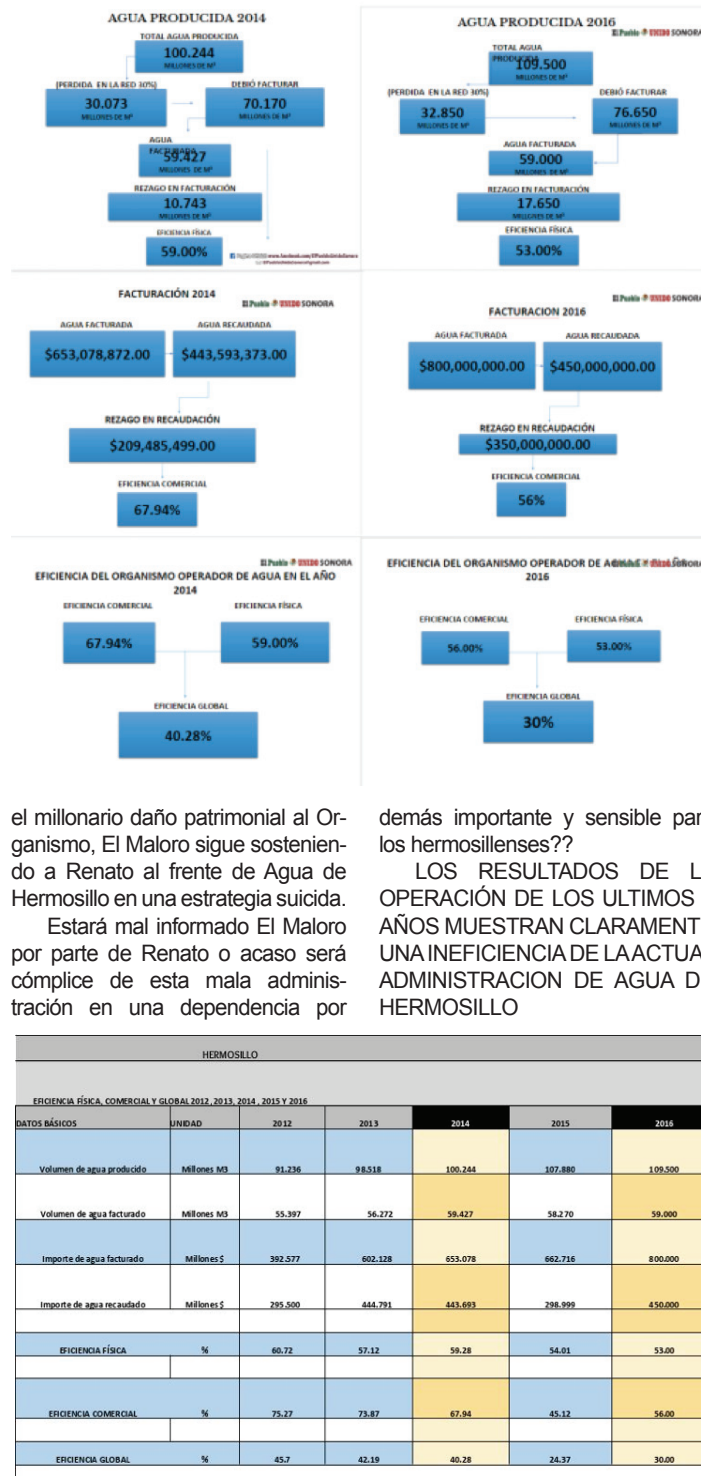 AGUA PRODUCIDA 2014
TOTAL AGUA PRODUCIDA
100.244
MILLONES DE M³
(PERDIDA EN LA RED 30%)
DEBIÓ FACTURAR
30.073
MILLONES DE M³
70.170
MILLONES DE M³
AGUA
FACTURADA
59.427
MILLONES DE M³
REZAGO EN FACTURACIÓN
10.743
MILLONES DE M³
EFICIENCIA FÍSICA
59.00%
AGUA PRODUCIDA 2016
El Pueblo UNIDO SONORA
TOTAL AGUA
PRODUCIDA
109.500
MILLONES DE M³
(PERDIDA EN LA RED 30%)
DEBIÓ FACTURAR
32.850
MILLONES DE M³
76.650
MILLONES DE M³
AGUA FACTURADA
59.000
MILLONES DE M³
REZAGO EN FACTURACIÓN
17.650
MILLONES DE M³
EFICIENCIA FÍSICA
53.00%
FACTURACIÓN 2014
El Pueblo UNIDO SONORA
AGUA FACTURADA
AGUA RECAUDADA
$653,078,872.00
$443,593,373.00
REZAGO EN RECAUDACIÓN
$209,485,499.00
EFICIENCIA COMERCIAL
67.94%
El Pueblo UNIDO SONORA
FACTURACION 2016
AGUA FACTURADA
AGUA RECAUDADA
$800,000,000.00
$450,000,000.00
REZAGO EN RECAUDACIÓN
$350,000,000.00
EFICIENCIA COMERCIAL
56%
El Pueblo UNIDO SONORA
EFICIENCIA DEL ORGANISMO OPERADOR DE AGUA EN EL AÑO
2014
EFICIENCIA COMERCIAL
EFICIENCIA FÍSICA
67.94%
59.00%
EFICIENCIA GLOBAL
40.28%
EFICIENCIA DEL ORGANISMO OPERADOR DE
2016
EFICIENCIA COMERCIAL
EFICIENCIA FÍSICA
56.00%
53.00%
EFICIENCIA GLOBAL
30%
el millonario daño patrimonial al Or-
ganismo, El Maloro sigue sostenien-
do a Renato al frente de Agua de
Hermosillo en una estrategia suicida.
Estará mal informado El Maloro
por parte de Renato o acaso será
cómplice de esta mala adminis-
tración en una dependencia por
demás importante y sensible par
los hermosillenses??
LOS RESULTADOS DE L
OPERACIÓN DE LOS ULTIMOS
AÑOS MUESTRAN CLARAMENT
UNA INEFICIENCIA DE LA ACTUA
ADMINISTRACION DE AGUA D
HERMOSILLO
HERMOSILLO
EFICIENCIA FÍSICA, COMERCIAL Y GLOBAL 2012, 2013, 2014, 2015 Y 2016
DATOS BÁSICOS UNIDAD 2012 2013 2014 2015 2016
Volumen de agua producido Millones M3 91.236 98.518 100.244 107.880 109.500
Volumen de agua facturado Millones M3 55.397 56.272 59.427 58.270 59.000
Importe de agua facturado Millones $ 392.577 602.128 653.078 662.716 800.000
Importe de agua recaudado Millones $ 295.500 444.791 443.693 298.999 450.000
EFICIENCIA FÍSICA % 60.72 57.12 59.28 54.01 53.00
EFICIENCIA COMERCIAL % 75.27 73.87 67.94 45.12 56.00
EFICIENCIA GLOBAL % 45.7 42.19 40.28 24.37 30.00